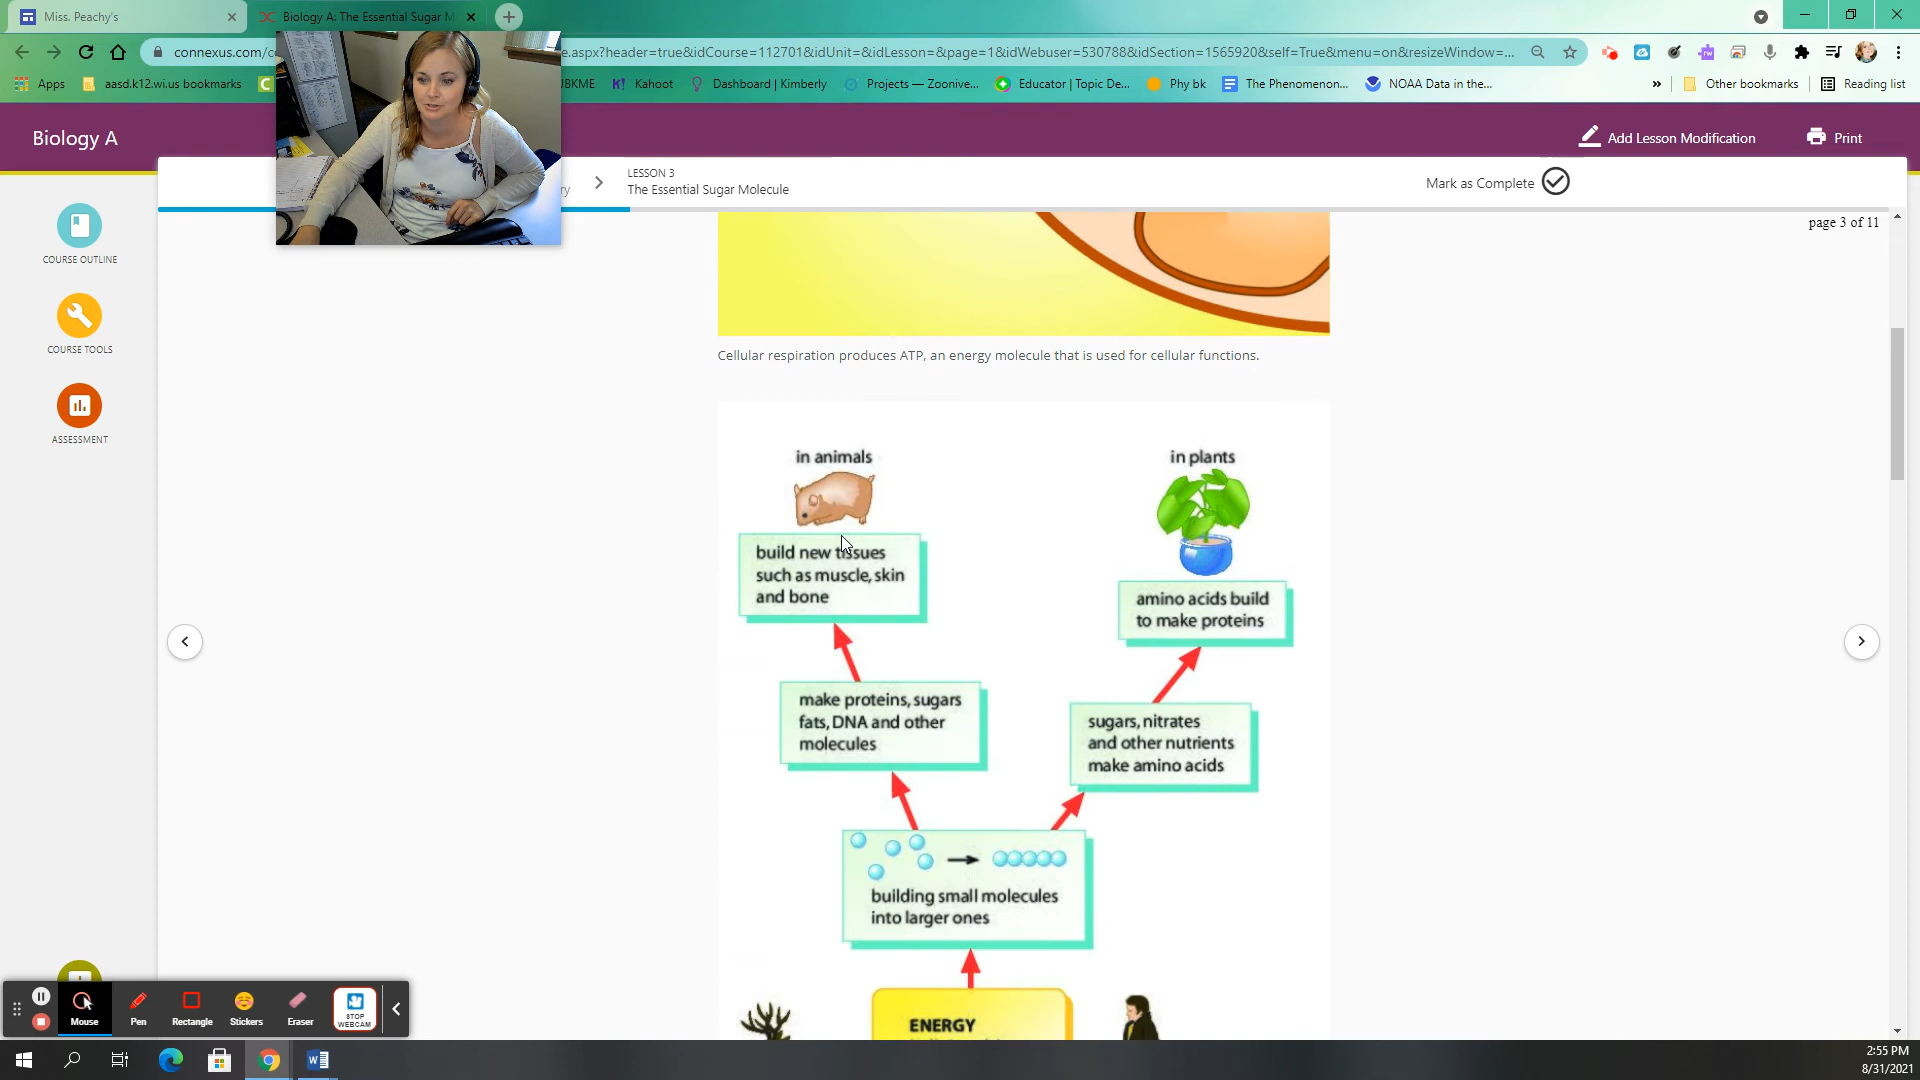 Miss. Peachy's
Biology A: The Essential Sugar M
connexus.com/co
e.aspx?header=true&idCourse=112701&idUnit=&idLesson=&page=1&idWebuser=530788&idSection=1565920&self=True&menu=on&resizeWindow=...
Apps
aasd.k12.wi.us bookmarks
JBKME
K!
Kahoot
Dashboard | Kimberly
Projects — Zoonive...
Educator | Topic De...
Phy bk
The Phenomenon...
NOAA Data in the...
»
Other bookmarks
Reading list
Biology A
Add Lesson Modification
Print
ry
LESSON 3
The Essential Sugar Molecule
Mark as Complete
page 3 of 11
COURSE OUTLINE
COURSE TOOLS
ASSESSMENT
Cellular respiration produces ATP, an energy molecule that is used for cellular functions.
in animals
in plants
build new tissues
such as muscle, skin
and bone
amino acids build
to make proteins
make proteins, sugars
fats, DNA and other
molecules
sugars, nitrates
and other nutrients
make amino acids
building small molecules
into larger ones
ENERGY
Mouse
Pen
Rectangle
Stickers
Eraser
STOP
WEBCAM
2:55 PM
8/31/2021